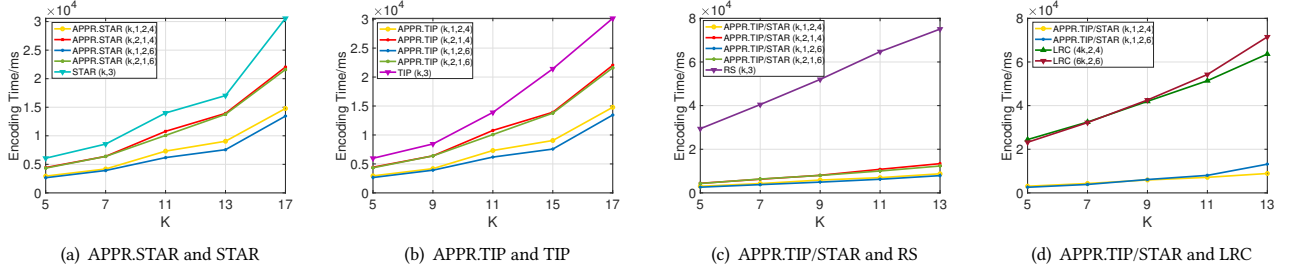 ×10⁴
3
2.5
2
1.5
1
0.5
0
Encoding Time/ms
APPR.STAR (k,1,2,4)
APPR.STAR (k,2,1,4)
APPR.STAR (k,1,2,6)
APPR.STAR (k,2,1,6)
STAR (k,3)
5 7 11 13 17
K
(a) APPR.STAR and STAR
×10⁴
3
2.5
2
1.5
1
0.5
0
Encoding Time/ms
APPR.TIP (k,1,2,4)
APPR.TIP (k,2,1,4)
APPR.TIP (k,1,2,6)
APPR.TIP (k,2,1,6)
TIP (k,3)
5 9 11 15 17
K
(b) APPR.TIP and TIP
×10⁴
8
6
4
2
0
Encoding Time/ms
APPR.TIP/STAR (k,1,2,4)
APPR.TIP/STAR (k,2,1,4)
APPR.TIP/STAR (k,1,2,6)
APPR.TIP/STAR (k,2,1,6)
RS (k,3)
5 7 9 11 13
K
(c) APPR.TIP/STAR and RS
×10⁴
8
6
4
2
0
Encoding Time/ms
APPR.TIP/STAR (k,1,2,4)
APPR.TIP/STAR (k,1,2,6)
LRC (4k,2,4)
LRC (6k,2,6)
5 7 9 11 13
K
(d) APPR.TIP/STAR and LRC